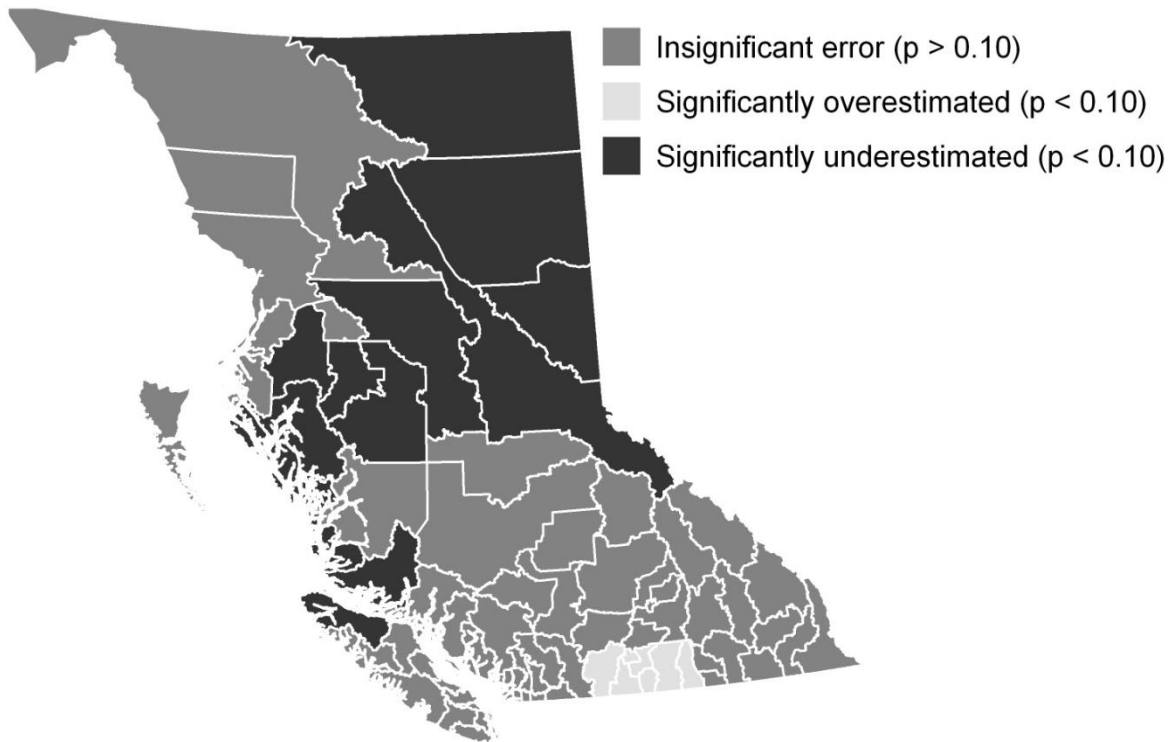 Insignificant error (p > 0.10)
Significantly overestimated (p < 0.10)
Significantly underestimated (p < 0.10)